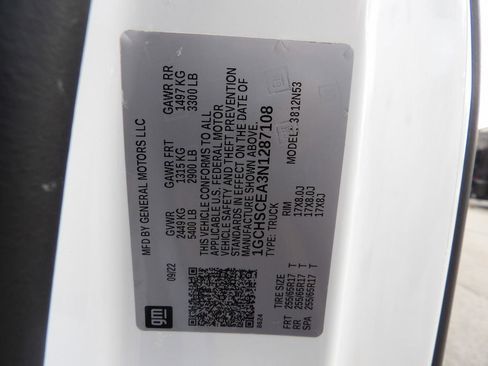 MFD BY GENERAL MOTORS LLC
09/22
GVWR
2449 KG
5400 LB
GAWR FRT
1315 KG
2900 LB
GAWR RR
1497 KG
3300 LB
THIS VEHICLE CONFORMS TO ALL
APPLICABLE U.S. FEDERAL MOTOR
VEHICLE SAFETY AND THEFT PREVENTION
STANDARDS IN EFFECT ON THE DATE OF
MANUFACTURE SHOWN ABOVE.
1GCHSCEA3N1287108
TYPE: TRUCK
MODEL: 3812N53
gm
8624
TIRE SIZE RIM
FRT 255/65R17 T 17X8.0J
RR 255/65R17 T 17X8.0J
SPA 255/65R17 T 17X8J